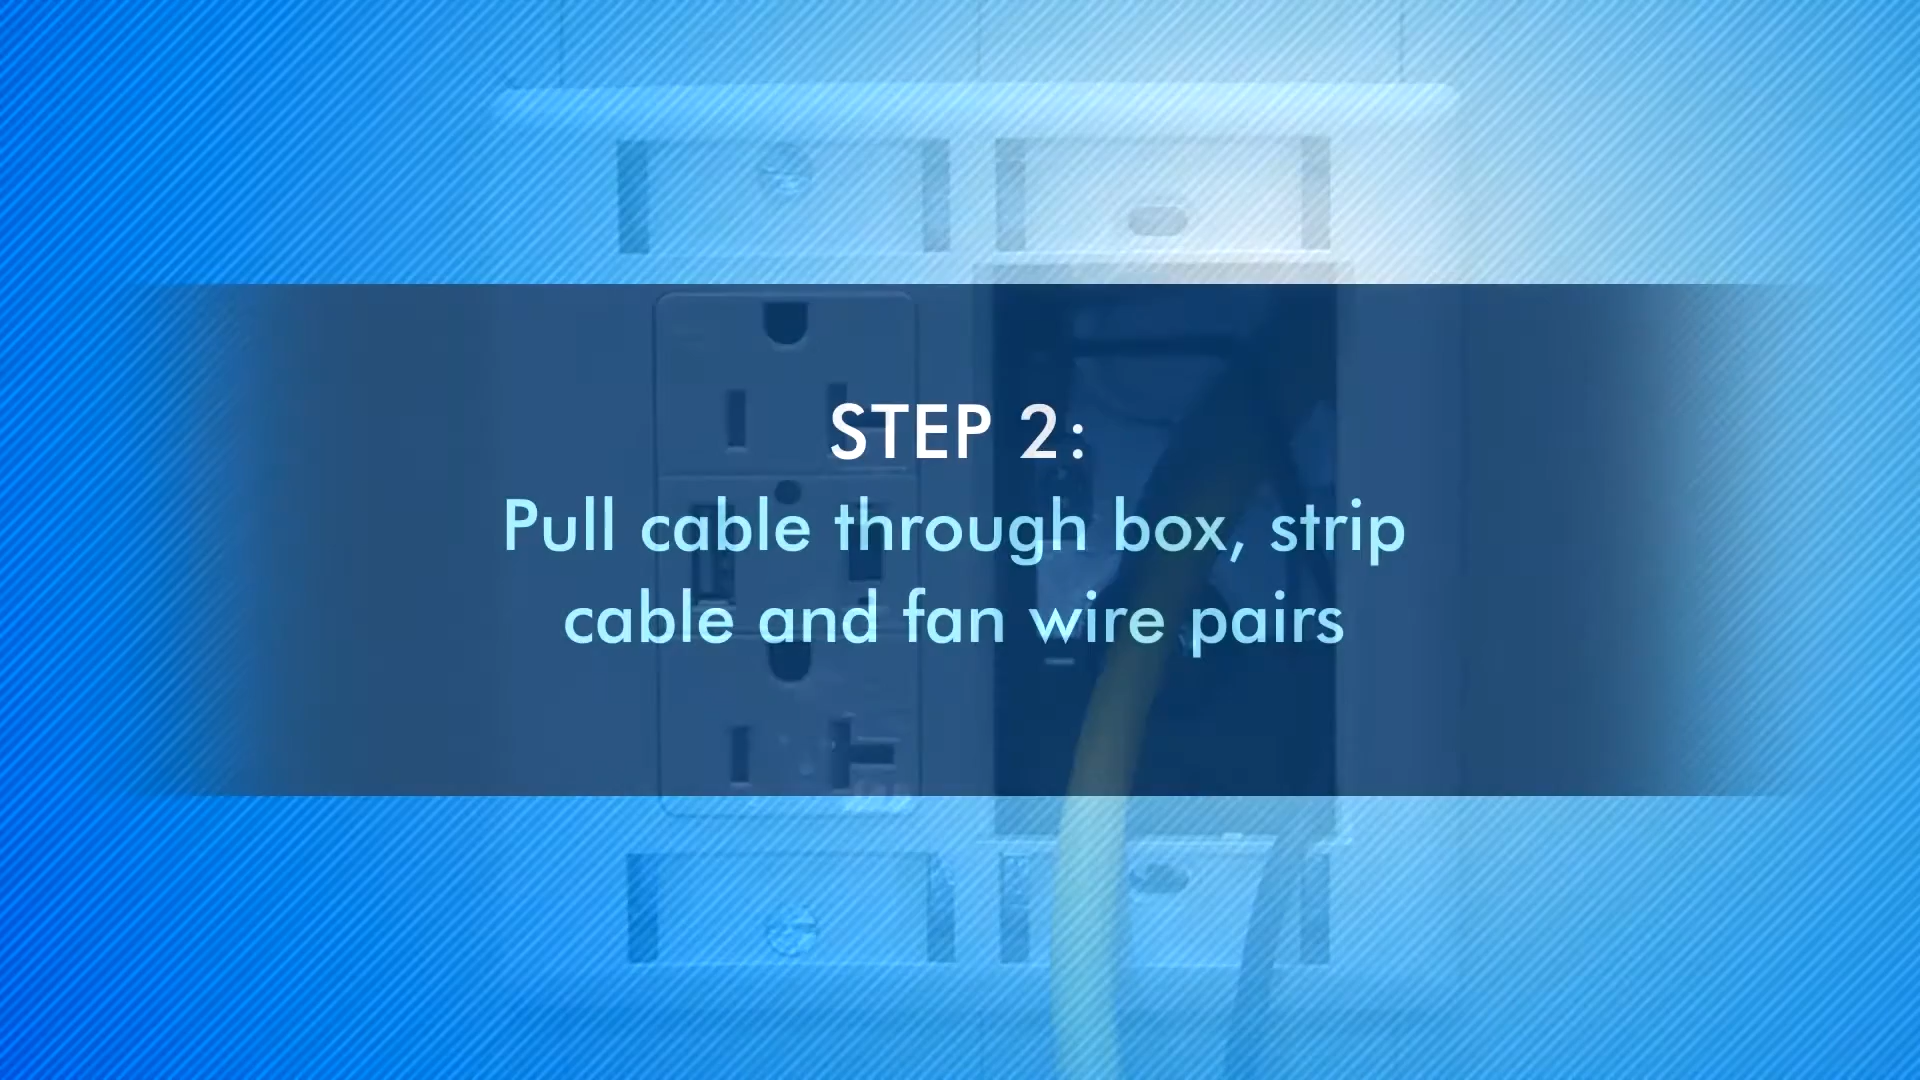 STEP 2:
Pull cable through box, strip
cable and fan wire pairs